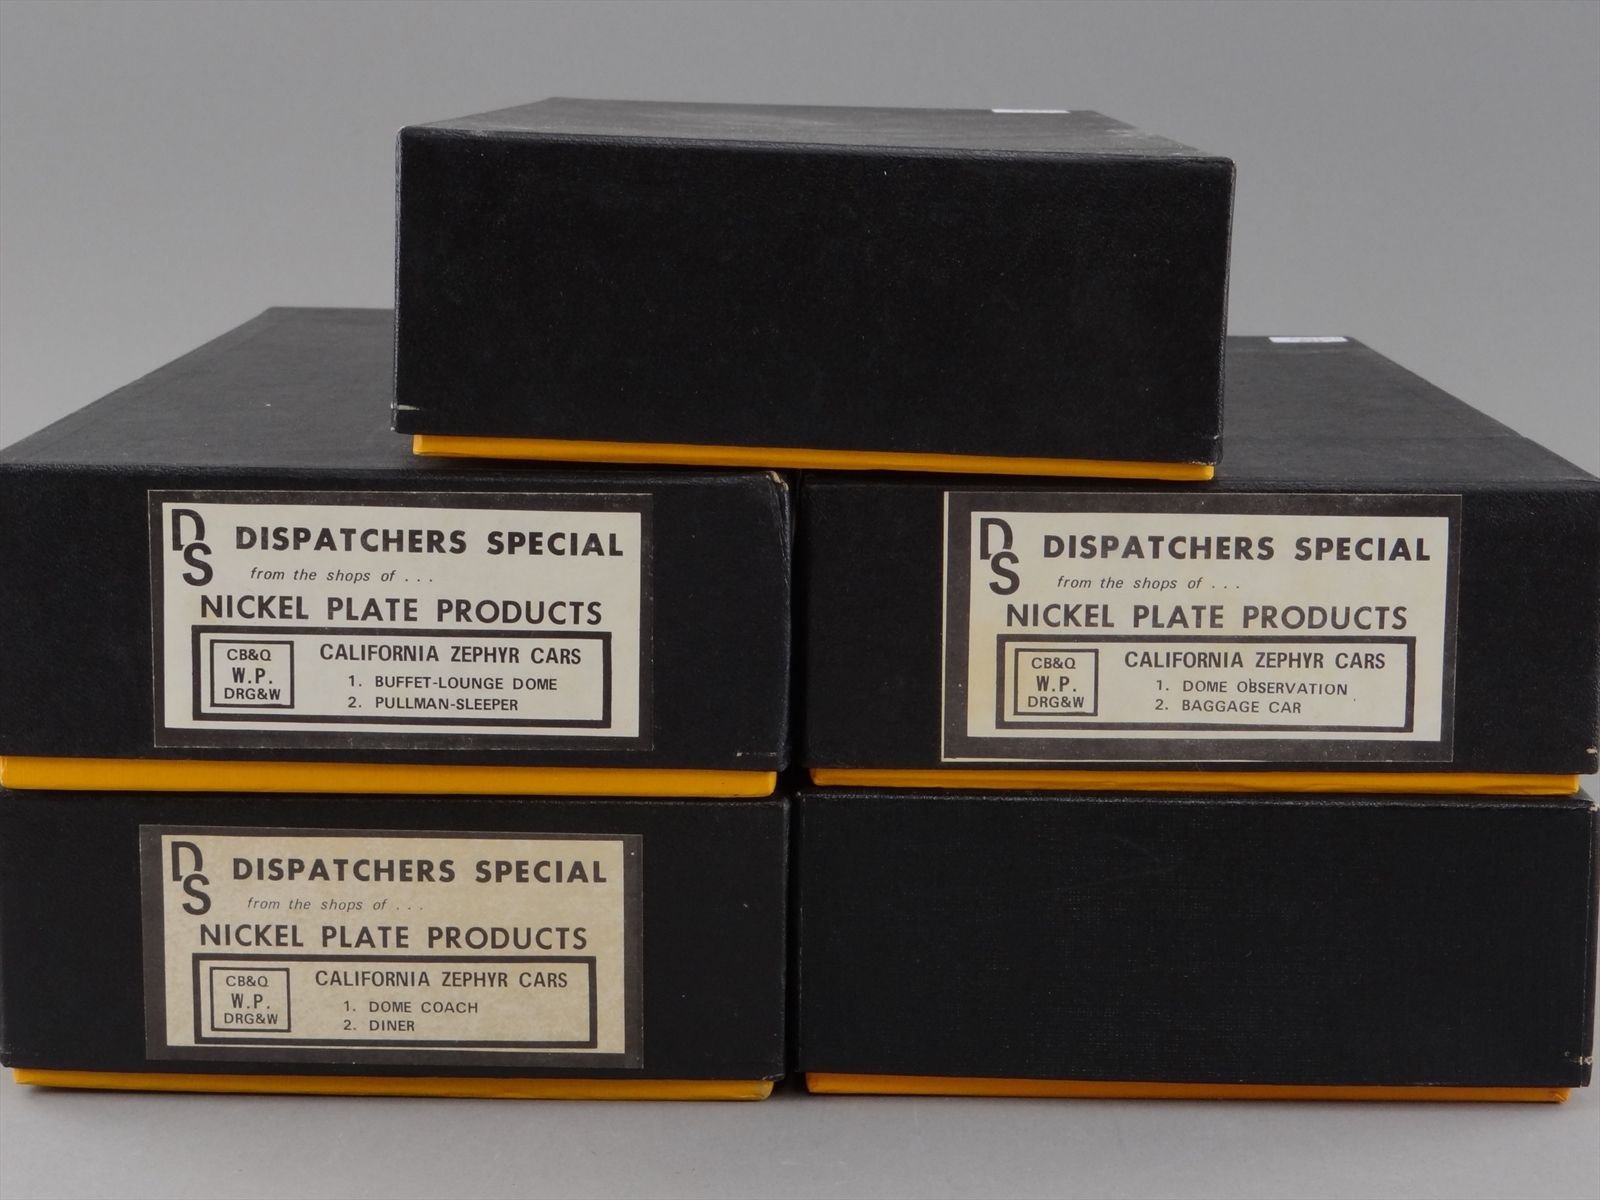 DS DISPATCHERS SPECIAL
from the shops of . . .
NICKEL PLATE PRODUCTS
CB&Q
W.P.
DRG&W
CALIFORNIA ZEPHYR CARS
1. BUFFET-LOUNGE DOME
2. PULLMAN-SLEEPER
DS DISPATCHERS SPECIAL
from the shops of . . .
NICKEL PLATE PRODUCTS
CB&Q
W.P.
DRG&W
CALIFORNIA ZEPHYR CARS
1. DOME OBSERVATION
2. BAGGAGE CAR
DS DISPATCHERS SPECIAL
from the shops of . . .
NICKEL PLATE PRODUCTS
CB&Q
W.P.
DRG&W
CALIFORNIA ZEPHYR CARS
1. DOME COACH
2. DINER